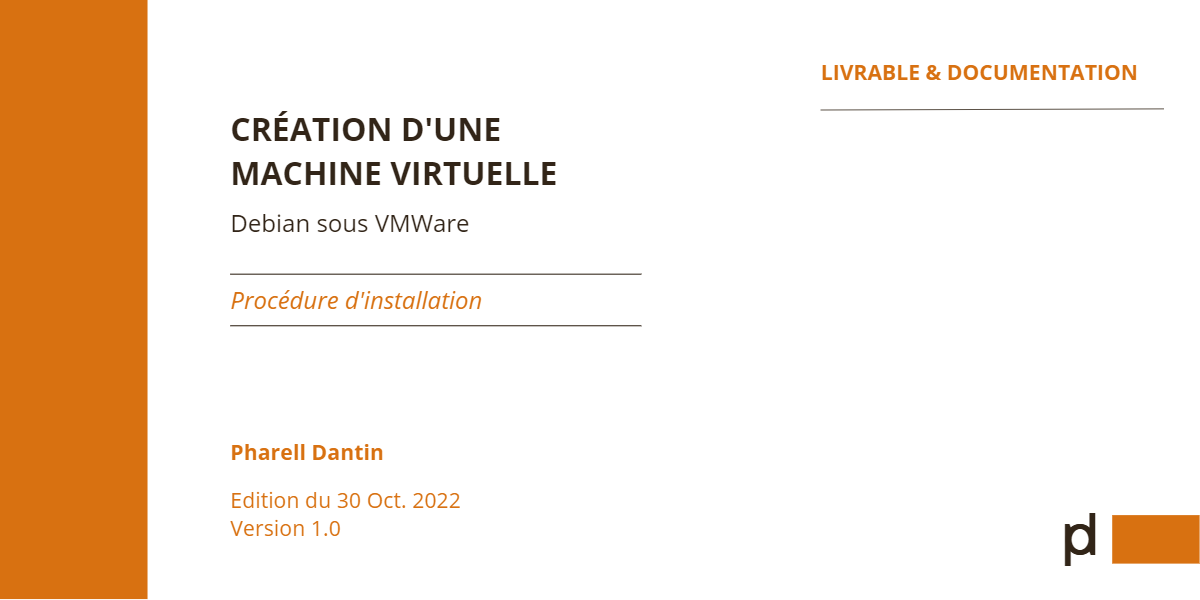 LIVRABLE & DOCUMENTATION
CRÉATION D'UNE
MACHINE VIRTUELLE
Debian sous VMWare
Procédure d'installation
Pharell Dantin
Edition du 30 Oct. 2022
Version 1.0
pd